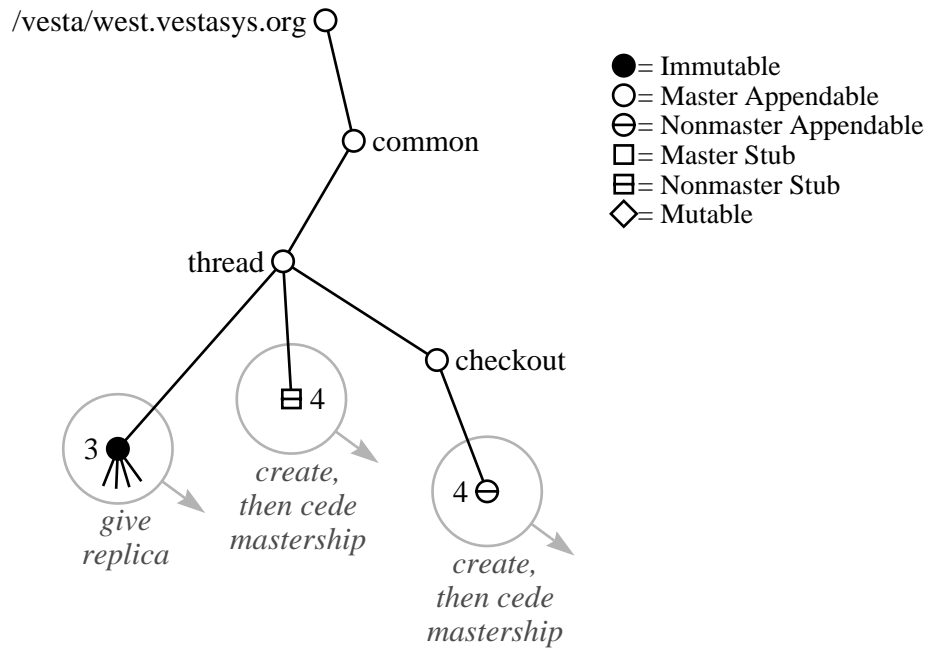 /vesta/west.vestasys.org
= Immutable
= Master Appendable
= Nonmaster Appendable
= Master Stub
= Nonmaster Stub
= Mutable
common
thread
checkout
4
3
4
create,
then cede
mastership
give
replica
create,
then cede
mastership